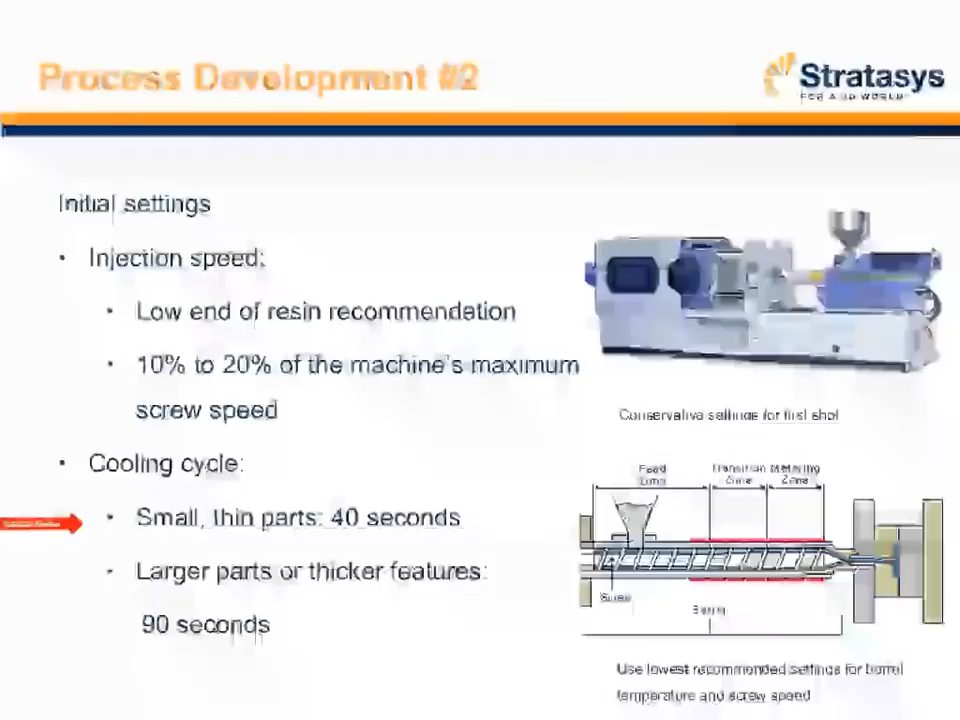 Process Development #2
Stratasys
FOR A 3D WORLD
Initial settings
• Injection speed:
• Low end of resin recommendation
• 10% to 20% of the machine's maximum
screw speed
Conservative settings for first shot
• Cooling cycle:
Feed
Zone
Transition
Zone
Metering
Zone
• Small, thin parts: 40 seconds
• Larger parts or thicker features:
90 seconds
Screw
Barrel
Use lowest recommended settings for barrel
temperature and screw speed